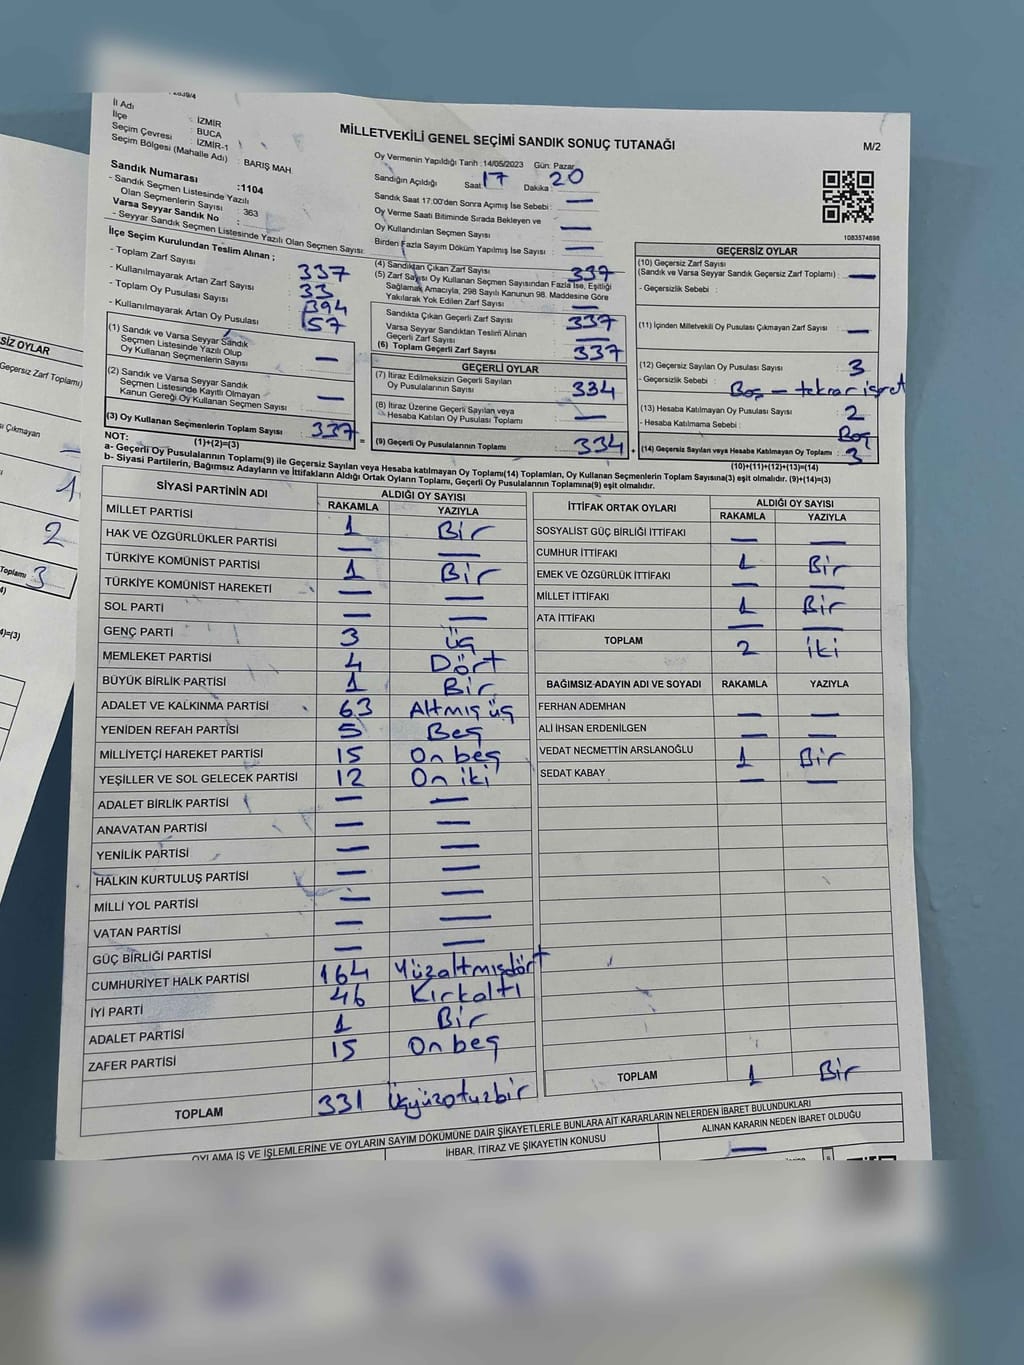 MİLLETVEKİLİ GENEL SEÇİMİ SANDIK SONUÇ TUTANAĞI
M/2
İl Adı : İZMİR
İlçe : BUCA
Seçim Çevresi : İZMİR-1
Seçim Bölgesi (Mahalle Adı) : BARIŞ MAH
Sandık Numarası :1104
- Sandık Seçmen Listesinde Yazılı
Olan Seçmenlerin Sayısı : 363
Varsa Seyyar Sandık No :
- Seyyar Sandık Seçmen Listesinde Yazılı Olan Seçmen Sayısı:
Oy Vermenin Yapıldığı Tarih :14/05/2023 Gün: Pazar
Sandığın Açıldığı Saat 17 Dakika : 20
Sandık Saat 17:00'den Sonra Açımış İse Sebebi : —
Oy Verme Saati Bitiminde Sırada Bekleyen ve
Oy Kullandırılan Seçmen Sayısı : —
Birden Fazla Sayım Döküm Yapılmış İse Sayısı : —
1083574898
İlçe Seçim Kurulundan Teslim Alınan ;
- Toplam Zarf Sayısı 337
- Kullanılmayarak Artan Zarf Sayısı 33
- Toplam Oy Pusulası Sayısı 394
- Kullanılmayarak Artan Oy Pusulası 57
(1) Sandık ve Varsa Seyyar Sandık
Seçmen Listesinde Yazılı Olup
Oy Kullanan Seçmenlerin Sayısı : —
(2) Sandık ve Varsa Seyyar Sandık
Seçmen Listesinde Kayıtlı Olmayan
Kanun Gereği Oy Kullanan Seçmen Sayısı : —
(3) Oy Kullanan Seçmenlerin Toplam Sayısı : 337
(1)+(2)=(3)
(4) Sandıktan Çıkan Zarf Sayısı 337
(5) Zarf Sayısı Oy Kullanan Seçmen Sayısından Fazla İse, Eşitliği
Sağlamak Amacıyla, 298 Sayılı Kanunun 98. Maddesine Göre
Yakılarak Yok Edilen Zarf Sayısı : —
Sandıkta Çıkan Geçerli Zarf Sayısı : 337
Varsa Seyyar Sandıktan Teslim Alınan
Geçerli Zarf Sayısı : —
(6) Toplam Geçerli Zarf Sayısı 337
GEÇERLİ OYLAR
(7) İtiraz Edilmeksizin Geçerli Sayılan
Oy Pusulalarının Sayısı : 334
(8) İtiraz Üzerine Geçerli Sayılan veya
Hesaba Katılan Oy Pusulası Toplamı : —
(9) Geçerli Oy Pusulalarının Toplamı : 334
GEÇERSİZ OYLAR
(10) Geçersiz Zarf Sayısı
(Sandık ve Varsa Seyyar Sandık Geçersiz Zarf Toplamı) : —
- Geçersizlik Sebebi :
(11) İçinden Milletvekili Oy Pusulası Çıkmayan Zarf Sayısı : —
(12) Geçersiz Sayılan Oy Pusulası Sayısı : 3
- Geçersizlik Sebebi : Boş – tekrar işret
(13) Hesaba Katılmayan Oy Pusulası Sayısı : 2
- Hesaba Katılmama Sebebi : Boş
(14) Geçersiz Sayılan veya Hesaba Katılmayan Oy Toplamı : 3
(10)+(11)+(12)+(13)=(14)
NOT:
a- Geçerli Oy Pusulalarının Toplamı(9) ile Geçersiz Sayılan veya Hesaba katılmayan Oy Toplamı(14) Toplamları, Oy Kullanan Seçmenlerin Toplam Sayısına(3) eşit olmalıdır. (9)+(14)=(3)
b- Siyasi Partilerin, Bağımsız Adayların ve İttifakların Aldığı Ortak Oyların Toplamı, Geçerli Oy Pusulalarının Toplamına(9) eşit olmalıdır.
SİYASİ PARTİNİN ADI ALDIĞI OY SAYISI
RAKAMLA YAZIYLA
MİLLET PARTİSİ 1 Bir
HAK VE ÖZGÜRLÜKLER PARTİSİ — —
TÜRKİYE KOMÜNİST PARTİSİ 1 Bir
TÜRKİYE KOMÜNİST HAREKETİ — —
SOL PARTİ — —
GENÇ PARTİ 3 üç
MEMLEKET PARTİSİ 4 Dört
BÜYÜK BİRLİK PARTİSİ 1 Bir
ADALET VE KALKINMA PARTİSİ 63 Altmış üç
YENİDEN REFAH PARTİSİ 5 Beş
MİLLİYETÇİ HAREKET PARTİSİ 15 On beş
YEŞİLLER VE SOL GELECEK PARTİSİ 12 On iki
ADALET BİRLİK PARTİSİ — —
ANAVATAN PARTİSİ — —
YENİLİK PARTİSİ — —
HALKIN KURTULUŞ PARTİSİ — —
MİLLİ YOL PARTİSİ — —
VATAN PARTİSİ — —
GÜÇ BİRLİĞİ PARTİSİ — —
CUMHURİYET HALK PARTİSİ 164 Yüzaltmışdört
İYİ PARTİ 46 Kırkaltı
ADALET PARTİSİ 1 Bir
ZAFER PARTİSİ 15 On beş
TOPLAM 331 Üçyüzotuzbir
İTTİFAK ORTAK OYLARI ALDIĞI OY SAYISI
RAKAMLA YAZIYLA
SOSYALİST GÜÇ BİRLİĞİ İTTİFAKI — —
CUMHUR İTTİFAKI 1 Bir
EMEK VE ÖZGÜRLÜK İTTİFAKI — —
MİLLET İTTİFAKI 1 Bir
ATA İTTİFAKI — —
TOPLAM 2 iki
BAĞIMSIZ ADAYIN ADI VE SOYADI RAKAMLA YAZIYLA
FERHAN ADEMHAN — —
ALİ İHSAN ERDENİLGEN — —
VEDAT NECMETTİN ARSLANOĞLU 1 Bir
SEDAT KABAY — —
TOPLAM 1 Bir
OYLAMA İŞ VE İŞLEMLERİNE VE OYLARIN SAYIM DÖKÜMÜNE DAİR ŞİKAYETLERLE BUNLARA AİT KARARLARIN NELERDEN İBARET BULUNDUKLARI
İHBAR, İTİRAZ VE ŞİKAYETİN KONUSU
ALINAN KARARIN NEDEN İBARET OLDUĞU
—
SİZ OYLAR
Geçersiz Zarf Toplamı)
Çıkmayan
—
1
2
Toplamı 3